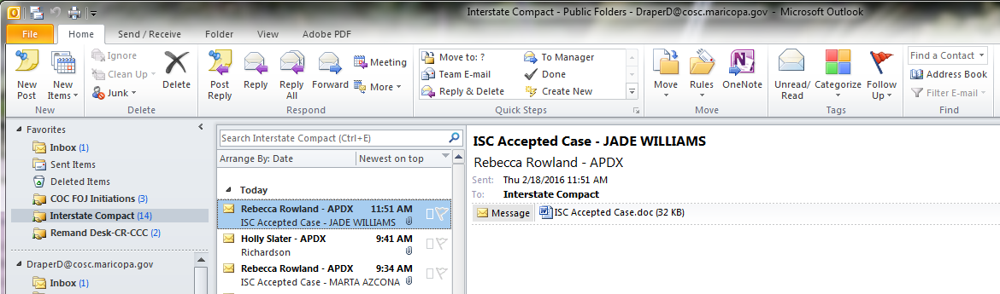 Interstate Compact - Public Folders - DraperD@cosc.maricopa.gov - Microsoft Outlook
File Home Send / Receive Folder View Adobe PDF
New Post
New Items
New
Ignore
Clean Up
Junk
Delete
Delete
Post Reply
Reply
Reply All
Forward
Meeting
More
Respond
Move to: ?
Team E-mail
Reply & Delete
To Manager
Done
Create New
Quick Steps
Move
Rules
OneNote
Move
Unread/ Read
Categorize
Follow Up
Tags
Find a Contact
Address Book
Filter E-mail
Find
Favorites
Inbox (1)
Sent Items
Deleted Items
COC FOJ Initiations (3)
Interstate Compact (14)
Remand Desk-CR-CCC (2)
DraperD@cosc.maricopa.gov
Inbox (1)
Search Interstate Compact (Ctrl+E)
Arrange By: Date Newest on top
Today
Rebecca Rowland - APDX 11:51 AM
ISC Accepted Case - JADE WILLIAMS
Holly Slater - APDX 9:41 AM
Richardson
Rebecca Rowland - APDX 9:34 AM
ISC Accepted Case - MARTA AZCONA
ISC Accepted Case - JADE WILLIAMS
Rebecca Rowland - APDX
Sent: Thu 2/18/2016 11:51 AM
To: Interstate Compact
Message ISC Accepted Case.doc (32 KB)